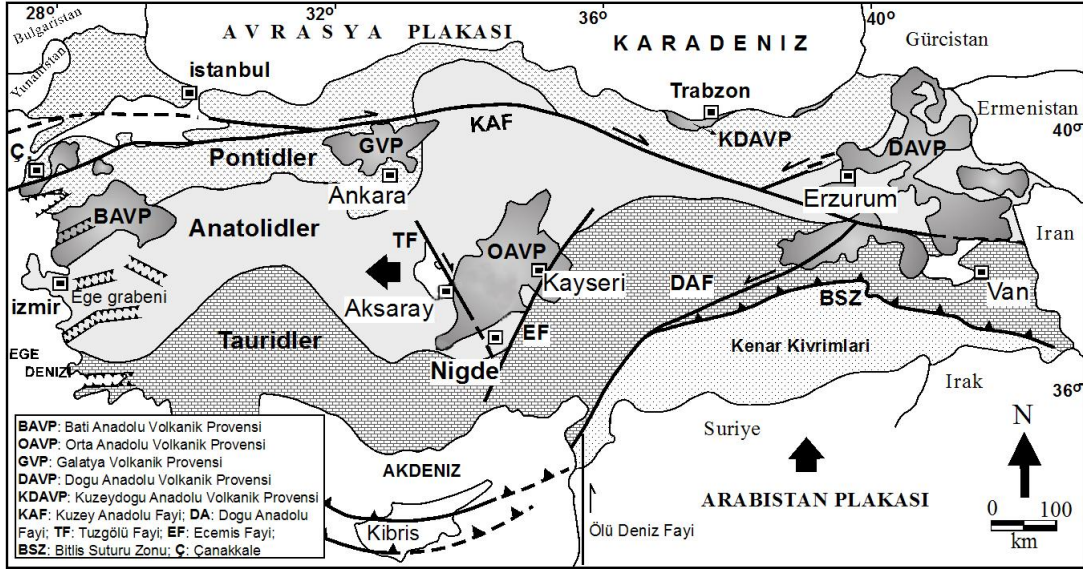 28° 32° 36° 40°
Bulgaristan
Yunanistan
AVRASYA PLAKASI
KARADENIZ
Gürcistan
istanbul
Trabzon
Ermenistan
40°
KAF
KDAVP
DAVP
GVP
Ç
Pontidler
Ankara
Erzurum
BAVP
Anatolidler
TF
OAVP
Iran
Ege grabeni
Kayseri
DAF
Van
izmir
Aksaray
BSZ
EF
Tauridler
Kenar Kivrimlari
EGE
DENIZI
Nigde
Irak
36°
Suriye
N
BAVP: Bati Anadolu Volkanik Provensi
OAVP: Orta Anadolu Volkanik Provensi
GVP: Galatya Volkanik Provensi
DAVP: Dogu Anadolu Volkanik Provensi
KDAVP: Kuzeydogu Anadolu Volkanik Provensi
KAF: Kuzey Anadolu Fayi; DA: Dogu Anadolu
Fayi; TF: Tuzgölü Fayi; EF: Ecemis Fayi;
BSZ: Bitlis Suturu Zonu; Ç: Çanakkale
AKDENIZ
Kibris
ARABISTAN PLAKASI
Ölü Deniz Fayi
0 100
km